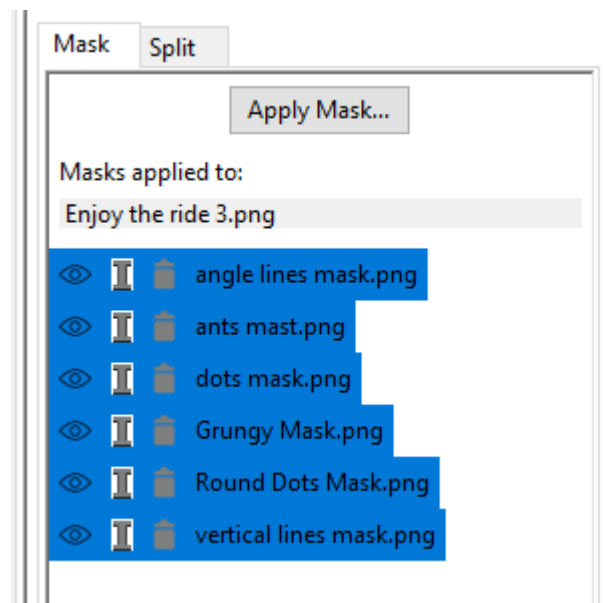 Mask Split
Apply Mask...
Masks applied to:
Enjoy the ride 3.png
angle lines mask.png
ants mast.png
dots mask.png
Grungy Mask.png
Round Dots Mask.png
vertical lines mask.png